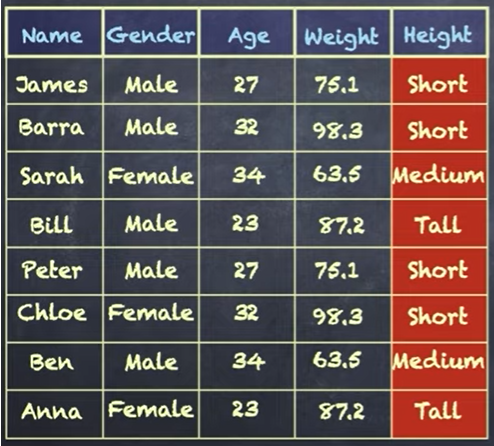 Name Gender Age Weight Height
James Male 27 75.1 Short
Barra Male 32 98.3 Short
Sarah Female 34 63.5 Medium
Bill Male 23 87.2 Tall
Peter Male 27 75.1 Short
Chloe Female 32 98.3 Short
Ben Male 34 63.5 Medium
Anna Female 23 87.2 Tall